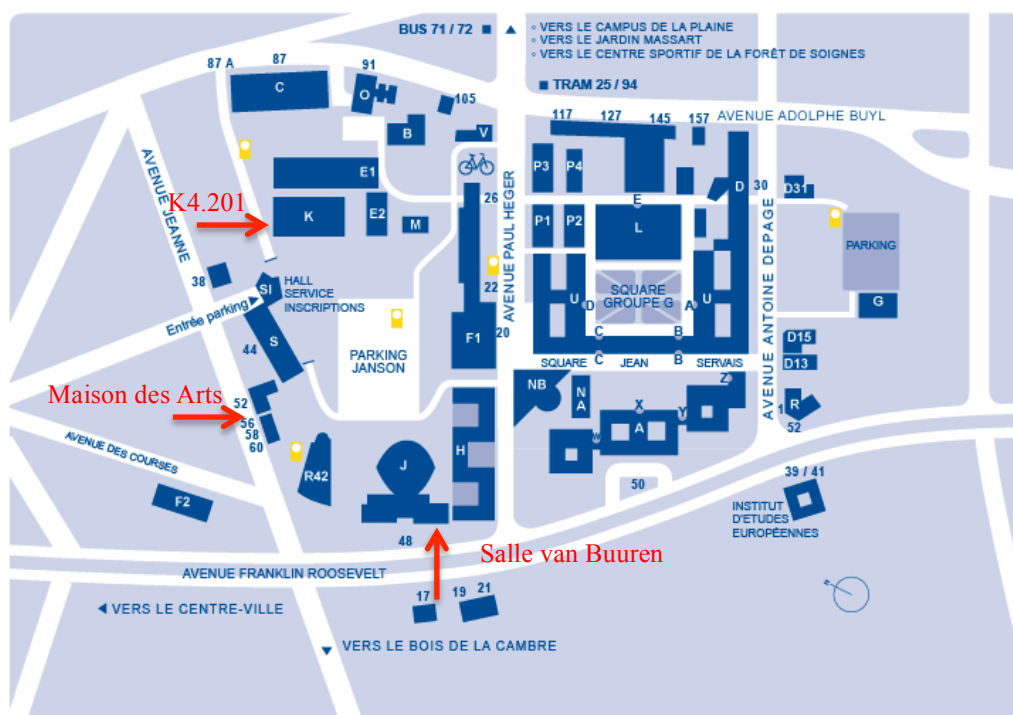 BUS 71 / 72
VERS LE CAMPUS DE LA PLAINE
VERS LE JARDIN MASSART
VERS LE CENTRE SPORTIF DE LA FORÊT DE SOIGNES
TRAM 25 / 94
87 A
87
91
105
117
127
145
157
AVENUE ADOLPHE BUYL
C
O
B
V
P3
P4
D
30
D31
AVENUE JEANNE
E1
26
AVENUE PAUL HEGER
E
K4.201
K
E2
M
P1
P2
L
AVENUE ANTOINE DEPAGE
PARKING
38
SI
HALL
SERVICE
INSCRIPTIONS
22
U
D
SQUARE
GROUPE G
A
U
G
Entrée parking
S
44
PARKING
JANSON
F1
20
C
B
D15
SQUARE
C
JEAN
B
SERVAIS
D13
Maison des Arts
52
56
58
60
NB
N
A
X
Y
Z
A
W
R
1
52
AVENUE DES COURSES
R42
J
H
50
39 / 41
F2
INSTITUT
D'ETUDES
EUROPÉENNES
48
Salle van Buuren
AVENUE FRANKLIN ROOSEVELT
17
19
21
VERS LE CENTRE-VILLE
VERS LE BOIS DE LA CAMBRE